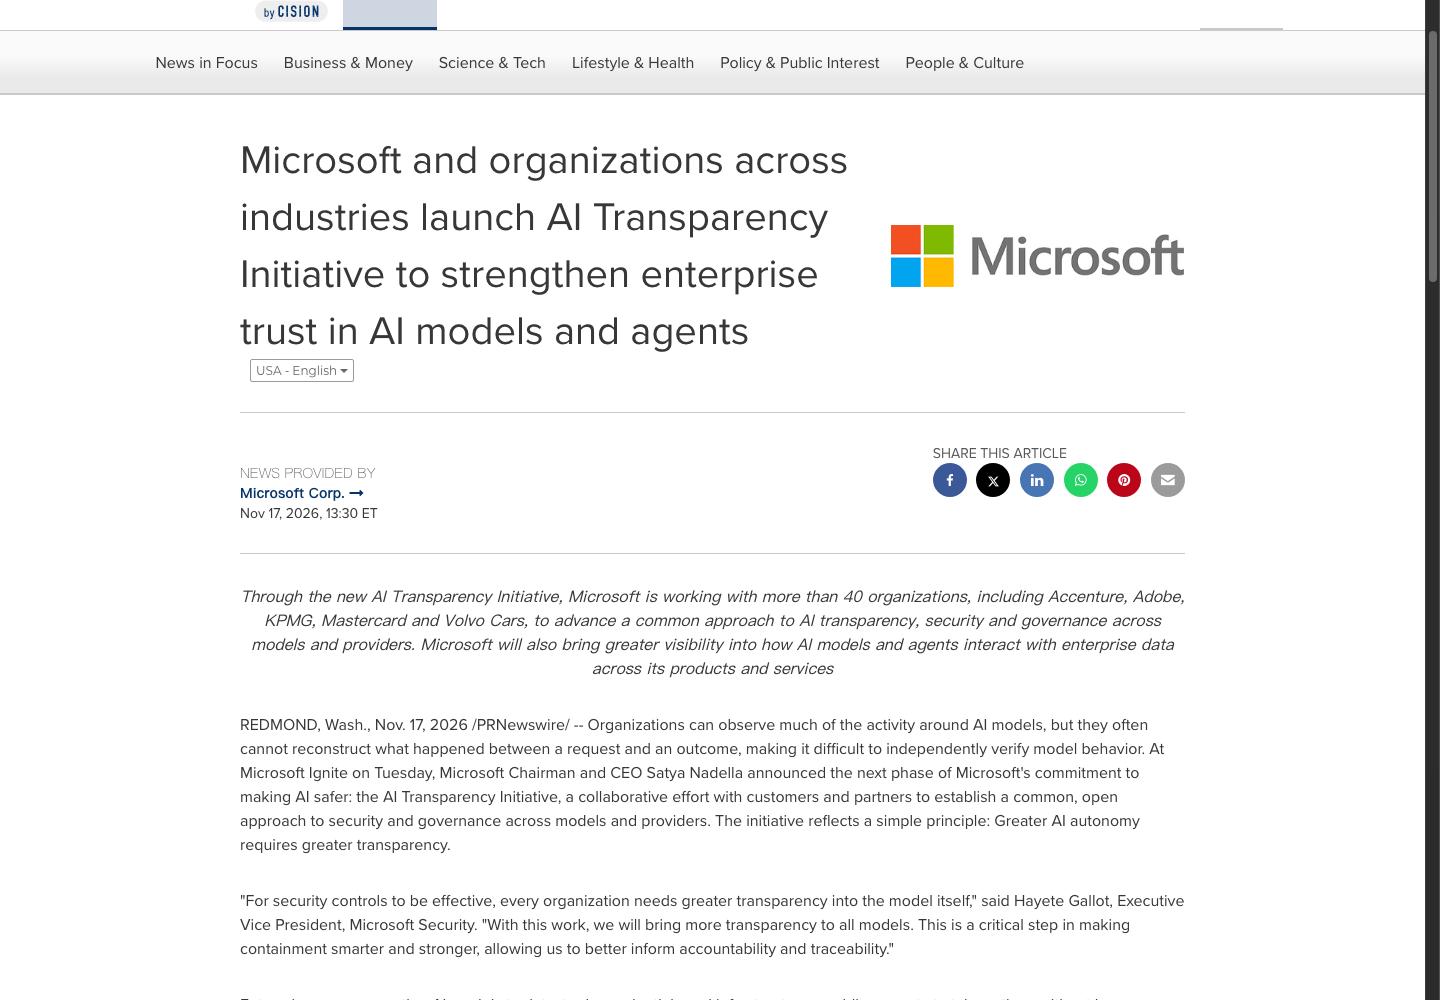 by CISION
News in Focus Business & Money Science & Tech Lifestyle & Health Policy & Public Interest People & Culture
Microsoft and organizations across
industries launch AI Transparency
Initiative to strengthen enterprise
trust in AI models and agents
Microsoft
USA - English
SHARE THIS ARTICLE
NEWS PROVIDED BY
Microsoft Corp.
Nov 17, 2026, 13:30 ET
Through the new AI Transparency Initiative, Microsoft is working with more than 40 organizations, including Accenture, Adobe,
KPMG, Mastercard and Volvo Cars, to advance a common approach to AI transparency, security and governance across
models and providers. Microsoft will also bring greater visibility into how AI models and agents interact with enterprise data
across its products and services
REDMOND, Wash., Nov. 17, 2026 /PRNewswire/ -- Organizations can observe much of the activity around AI models, but they often
cannot reconstruct what happened between a request and an outcome, making it difficult to independently verify model behavior. At
Microsoft Ignite on Tuesday, Microsoft Chairman and CEO Satya Nadella announced the next phase of Microsoft's commitment to
making AI safer: the AI Transparency Initiative, a collaborative effort with customers and partners to establish a common, open
approach to security and governance across models and providers. The initiative reflects a simple principle: Greater AI autonomy
requires greater transparency.
"For security controls to be effective, every organization needs greater transparency into the model itself," said Hayete Gallot, Executive
Vice President, Microsoft Security. "With this work, we will bring more transparency to all models. This is a critical step in making
containment smarter and stronger, allowing us to better inform accountability and traceability."